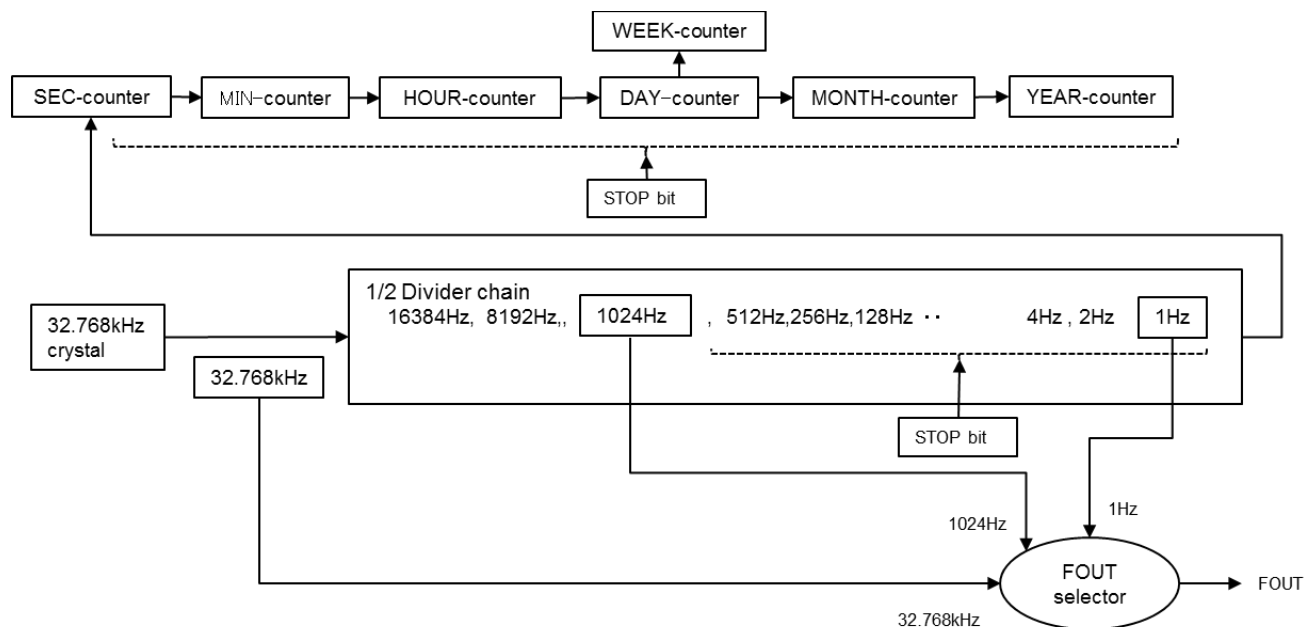 WEEK-counter
SEC-counter
MIN-counter
HOUR-counter
DAY-counter
MONTH-counter
YEAR-counter
STOP bit
1/2 Divider chain
16384Hz, 8192Hz,, 1024Hz , 512Hz,256Hz,128Hz ・・ 4Hz , 2Hz 1Hz
32.768kHz
crystal
32.768kHz
STOP bit
1024Hz
1Hz
FOUT
selector
FOUT
32.768kHz